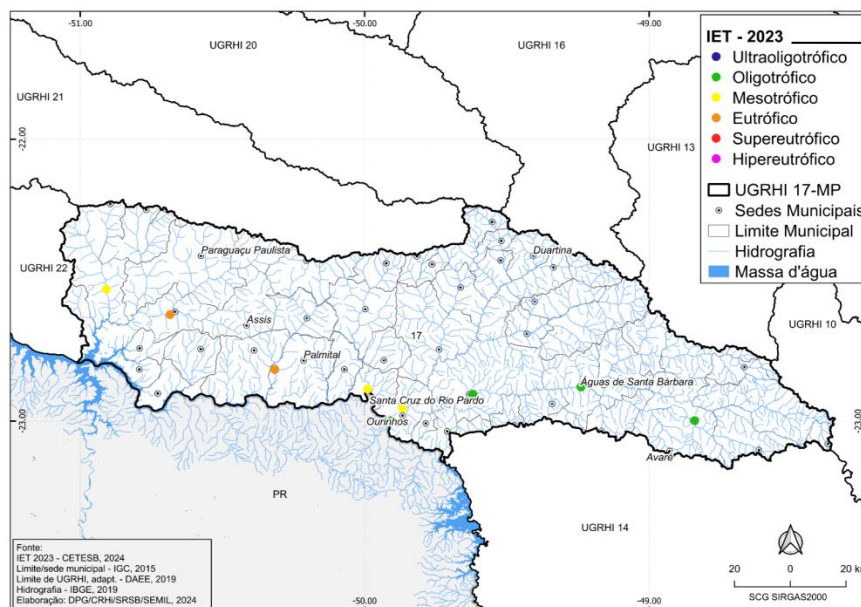 -51.00
-50.00
-49.00
UGRHI 20
UGRHI 16
UGRHI 21
-22.00
UGRHI 13
UGRHI 22
UGRHI 10
IET - 2023
Ultraoligotrófico
Oligotrófico
Mesotrófico
Eutrófico
Supereutrófico
Hipereutrófico
UGRHI 17-MP
Sedes Municipais
Limite Municipal
Hidrografia
Massa d'água
Paraguaçu Paulista
Duartina
Assis
17
Palmital
Águas de Santa Bárbara
Santa Cruz do Rio Pardo
Ourinhos
-23.00
-23.00
Avaré
PR
UGRHI 14
Fonte:
IET 2023 - CETESB, 2024
Limite/sede municipal - IGC, 2015
Limite de UGRHI, adapt. - DAEE, 2019
Hidrografia - IBGE, 2019
Elaboração: DPG/CRHi/SRSB/SEMIL, 2024
-50.00
-49.00
20
0
20 km
SCG SIRGAS2000